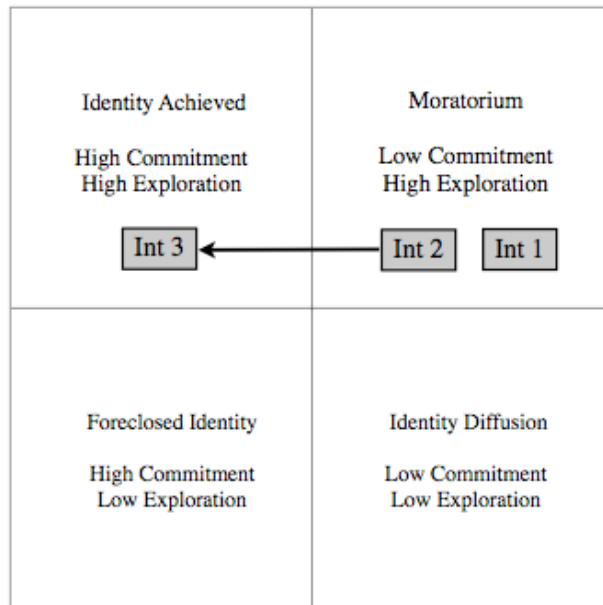 Identity Achieved
High Commitment
High Exploration
Int 3
Moratorium
Low Commitment
High Exploration
Int 2
Int 1
Foreclosed Identity
High Commitment
Low Exploration
Identity Diffusion
Low Commitment
Low Exploration